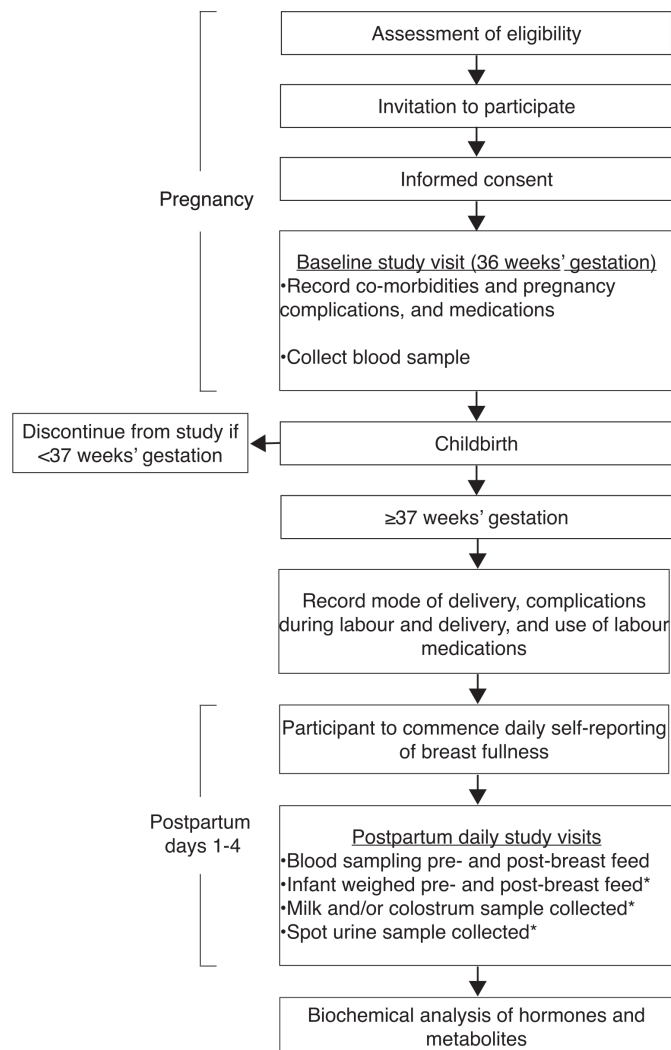 Assessment of eligibility
Invitation to participate
Informed consent
Pregnancy
Baseline study visit (36 weeks' gestation)
•Record co-morbidities and pregnancy
complications, and medications
•Collect blood sample
Discontinue from study if
<37 weeks' gestation
Childbirth
≥37 weeks' gestation
Record mode of delivery, complications
during labour and delivery, and use of labour
medications
Participant to commence daily self-reporting
of breast fullness
Postpartum
days 1-4
Postpartum daily study visits
•Blood sampling pre- and post-breast feed
•Infant weighed pre- and post-breast feed*
•Milk and/or colostrum sample collected*
•Spot urine sample collected*
Biochemical analysis of hormones and
metabolites